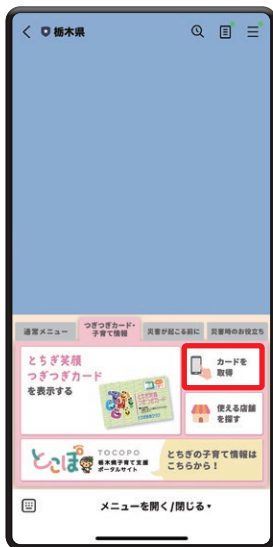 栃木県
通常メニュー
つぎつぎカード・
子育て情報
災害が起こる前に
災害時のお役立ち
とちぎ笑顔
つぎつぎカード
を表示する
カードを
取得
使える店舗
を探す
とこぽ
TOCOPO
栃木県子育て支援
ポータルサイト
とちぎの子育て情報は
こちらから！
メニューを開く/閉じる▾